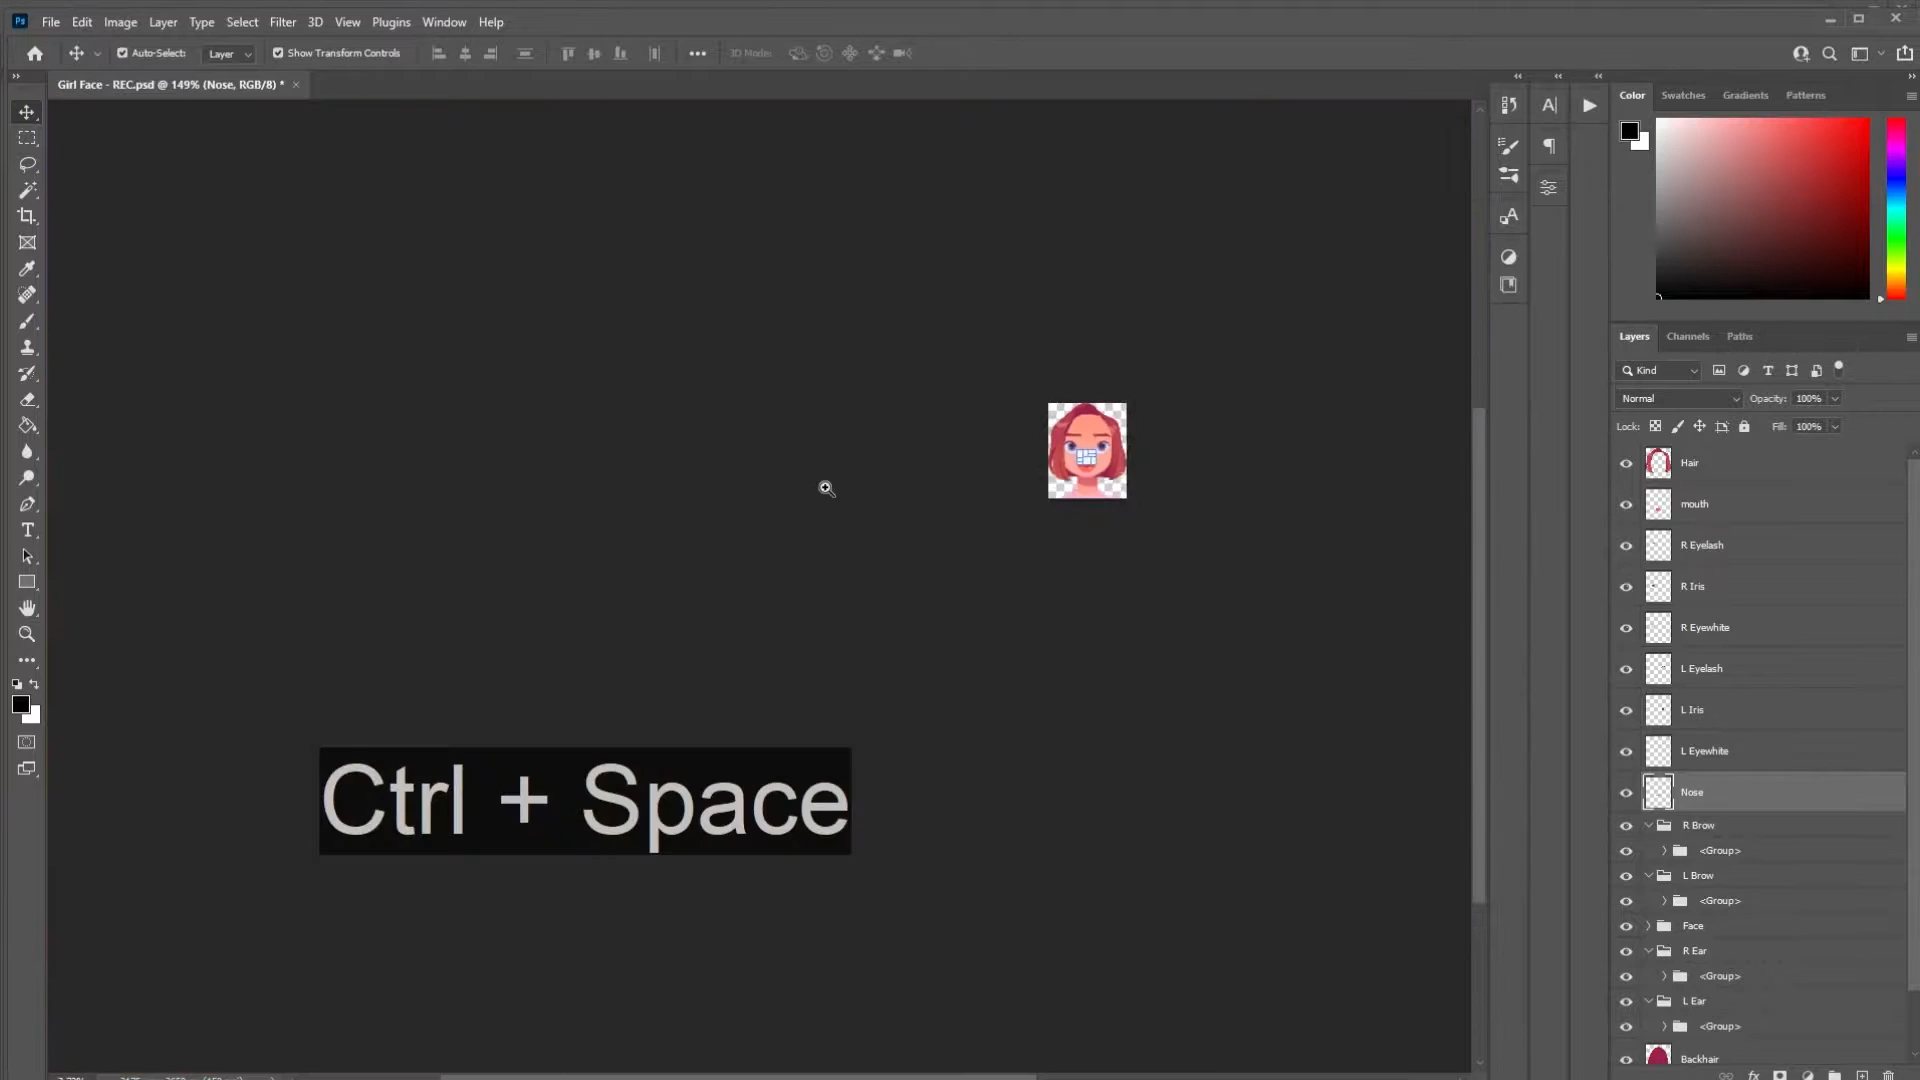 Ps File Edit Image Layer Type Select Filter 3D View Plugins Window Help
Auto-Select: Layer Show Transform Controls 3D Mode:
Girl Face - REC.psd @ 149% (Nose, RGB/8) *
Color Swatches Gradients Patterns
Layers Channels Paths
Kind
Normal Opacity: 100%
Lock: Fill: 100%
Hair
mouth
R Eyelash
R Iris
R Eyewhite
L Eyelash
L Iris
L Eyewhite
Nose
R Brow
<Group>
L Brow
<Group>
Face
R Ear
<Group>
L Ear
<Group>
Backhair
Ctrl + Space